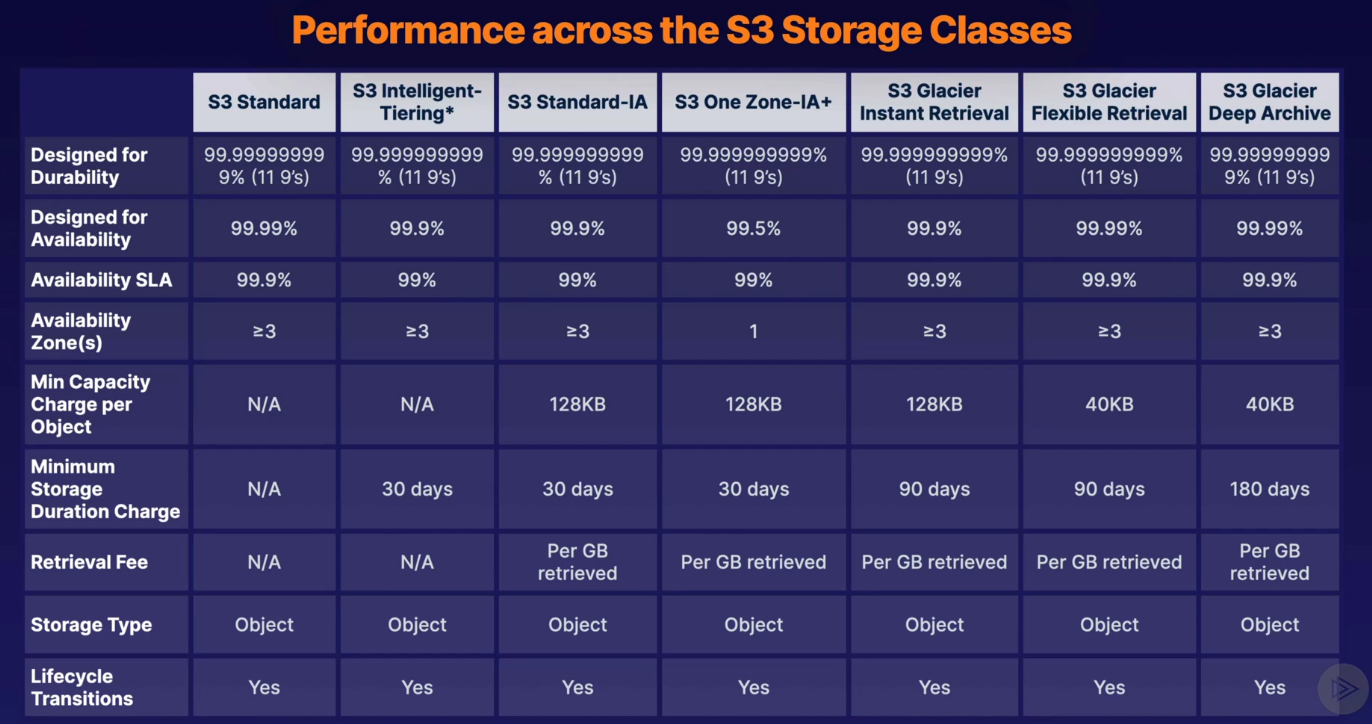 Performance across the S3 Storage Classes
S3 Standard
S3 Intelligent-
Tiering*
S3 Standard-IA
S3 One Zone-IA+
S3 Glacier
Instant Retrieval
S3 Glacier
Flexible Retrieval
S3 Glacier
Deep Archive
Designed for
Durability
99.99999999
9% (11 9’s)
99.999999999
% (11 9’s)
99.999999999
% (11 9’s)
99.999999999%
(11 9’s)
99.999999999%
(11 9’s)
99.999999999%
(11 9’s)
99.99999999
9% (11 9’s)
Designed for
Availability
99.99%
99.9%
99.9%
99.5%
99.9%
99.99%
99.99%
Availability SLA
99.9%
99%
99%
99%
99.9%
99.9%
99.9%
Availability
Zone(s)
≥3
≥3
≥3
1
≥3
≥3
≥3
Min Capacity
Charge per
Object
N/A
N/A
128KB
128KB
128KB
40KB
40KB
Minimum
Storage
Duration Charge
N/A
30 days
30 days
30 days
90 days
90 days
180 days
Retrieval Fee
N/A
N/A
Per GB
retrieved
Per GB retrieved
Per GB retrieved
Per GB retrieved
Per GB
retrieved
Storage Type
Object
Object
Object
Object
Object
Object
Object
Lifecycle
Transitions
Yes
Yes
Yes
Yes
Yes
Yes
Yes